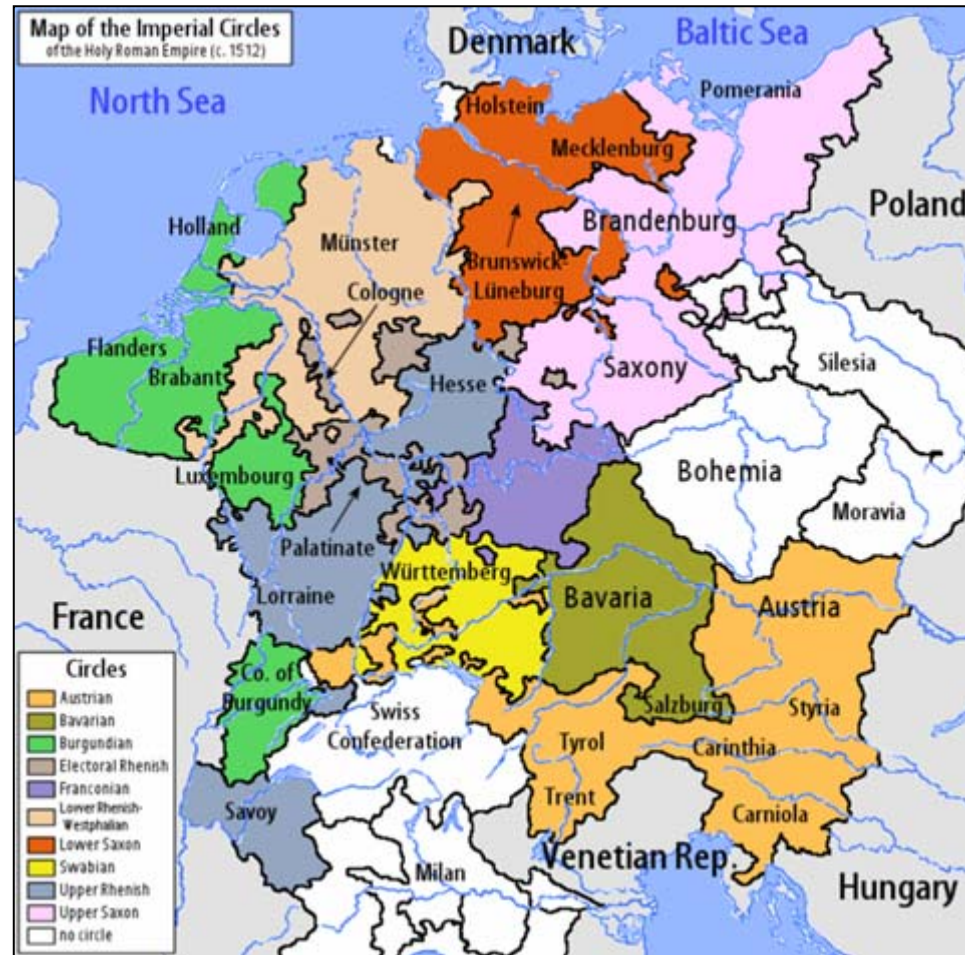 Map of the Imperial Circles
of the Holy Roman Empire (c. 1512)
Denmark
Baltic Sea
North Sea
Pomerania
Holstein
Mecklenburg
Poland
Holland
Münster
Brandenburg
Brunswick-
Lüneburg
Cologne
Flanders
Brabant
Hesse
Saxony
Silesia
Luxembourg
Bohemia
Moravia
Palatinate
Württemberg
Lorraine
Bavaria
Austria
France
Co. of
Burgundy
Salzburg
Styria
Swiss
Confederation
Tyrol
Carinthia
Trent
Carniola
Savoy
Milan
Venetian Rep.
Hungary
Circles
Austrian
Bavarian
Burgundian
Electoral Rhenish
Franconian
Lower Rhenish-
Westphalian
Lower Saxon
Swabian
Upper Rhenish
Upper Saxon
no circle